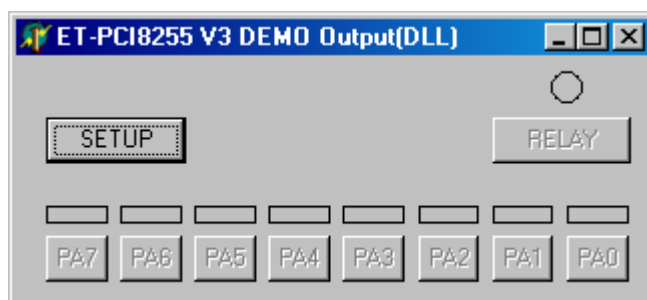 ET-PCI8255 V3 DEMO Output(DLL)
SETUP RELAY
PA7 PA6 PA5 PA4 PA3 PA2 PA1 PA0